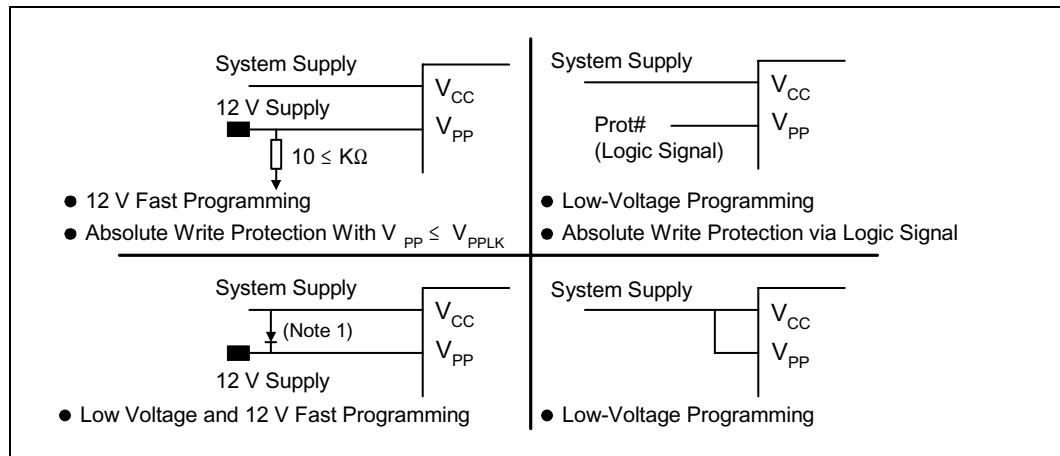 System Supply
V CC
12 V Supply
V PP
10 ≤ KΩ
● 12 V Fast Programming
● Absolute Write Protection With V PP ≤ V PPLK
System Supply
V CC
Prot#
(Logic Signal)
V PP
● Low-Voltage Programming
● Absolute Write Protection via Logic Signal
System Supply
V CC
(Note 1)
V PP
12 V Supply
● Low Voltage and 12 V Fast Programming
System Supply
V CC
V PP
● Low-Voltage Programming